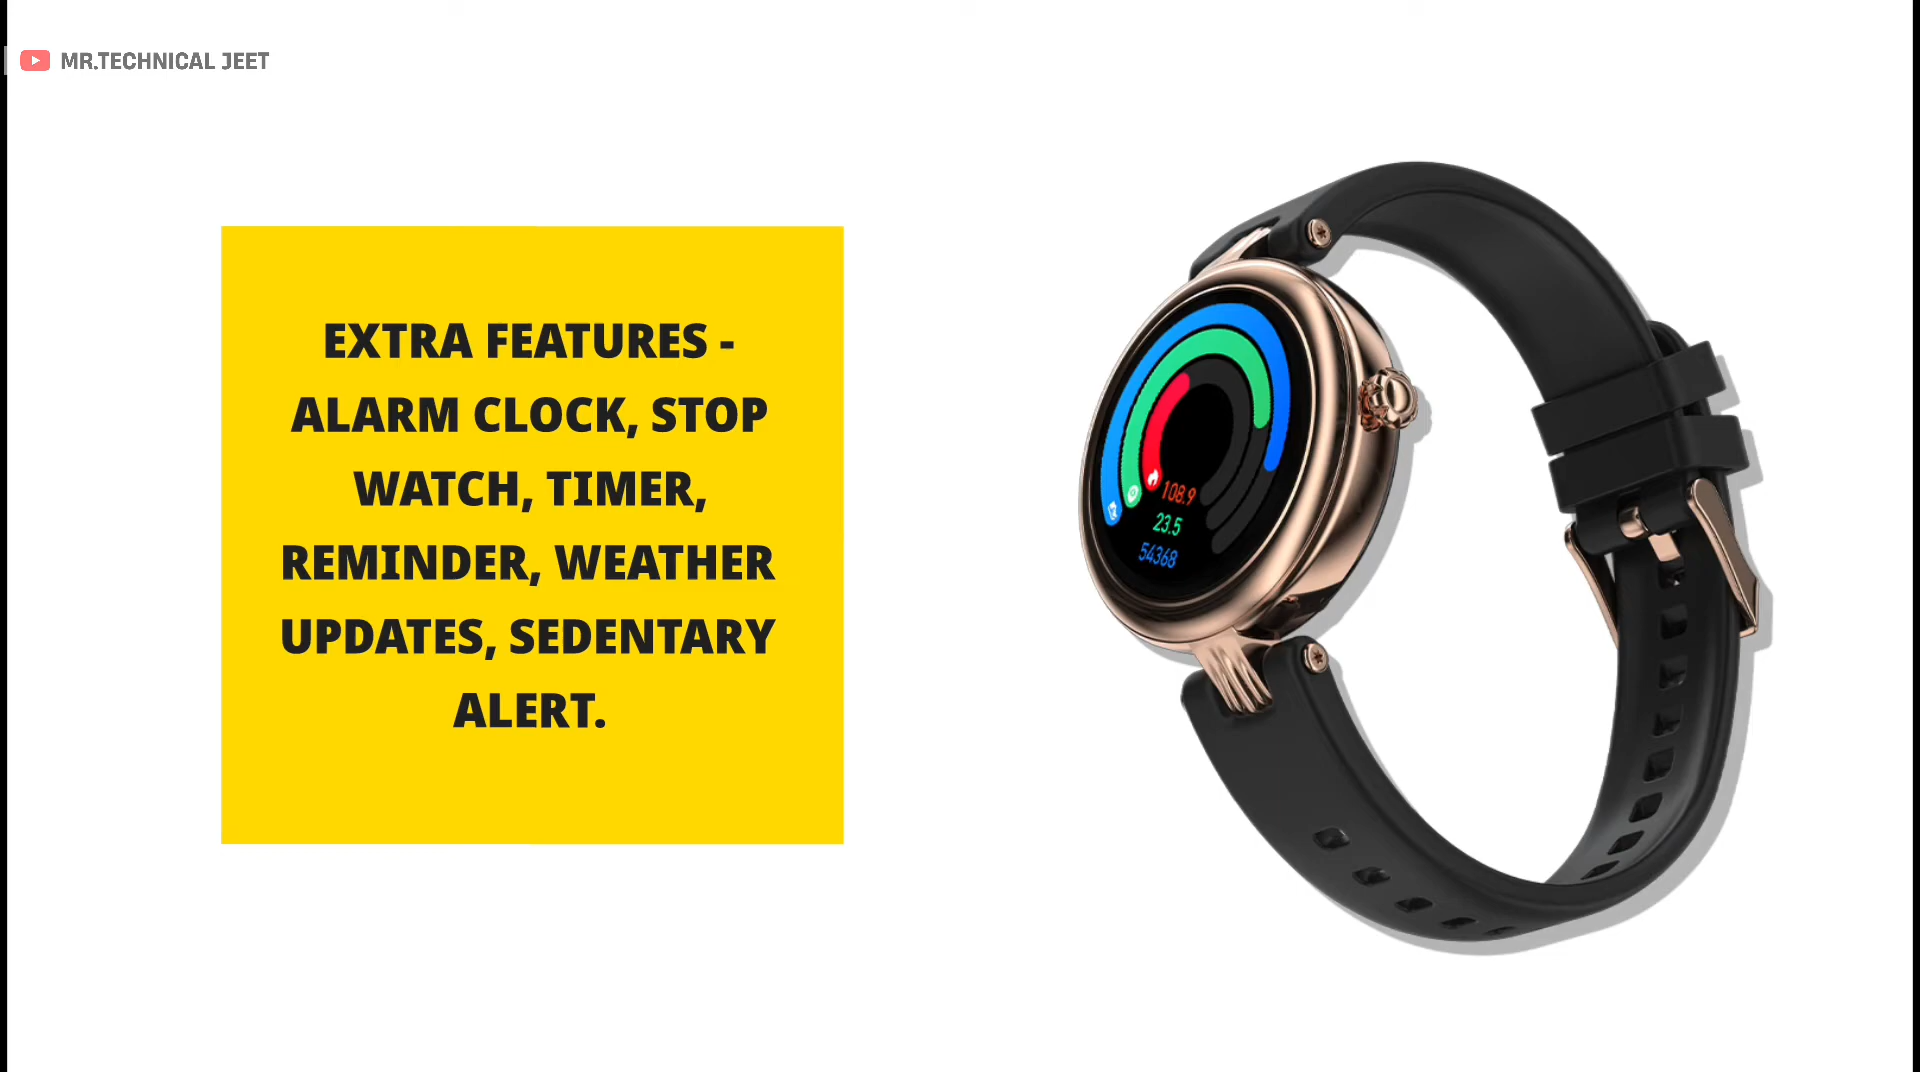 MR.TECHNICAL JEET
EXTRA FEATURES -
ALARM CLOCK, STOP
WATCH, TIMER,
REMINDER, WEATHER
UPDATES, SEDENTARY
ALERT.
108.9
23.5
54368